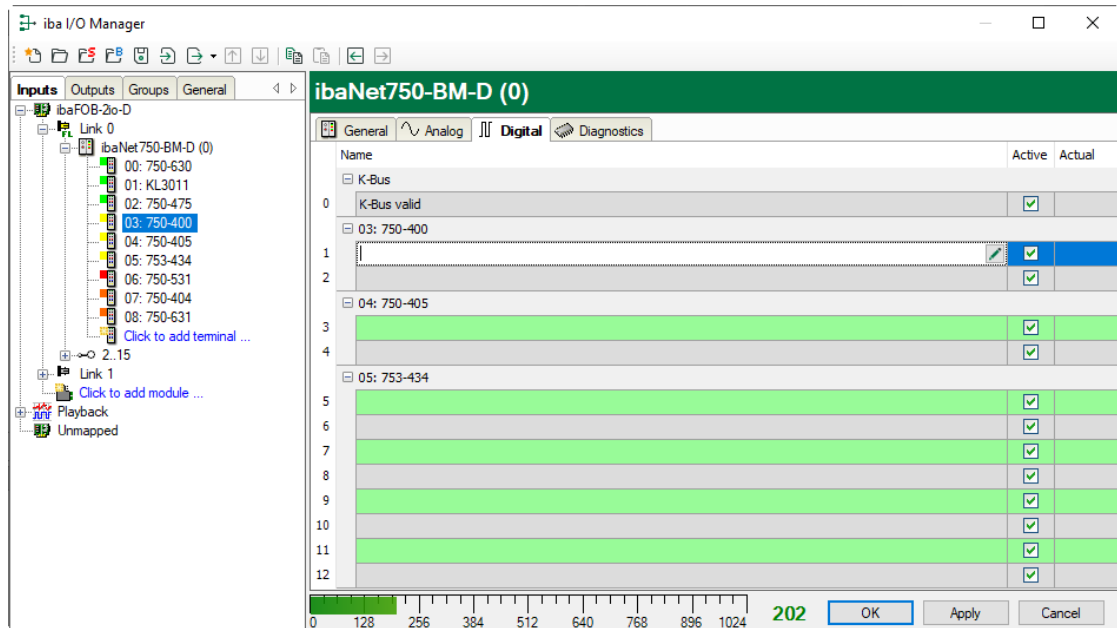 iba I/O Manager
Inputs Outputs Groups General
ibaFOB-2io-D
Link 0
ibaNet750-BM-D (0)
00: 750-630
01: KL3011
02: 750-475
03: 750-400
04: 750-405
05: 753-434
06: 750-531
07: 750-404
08: 750-631
Click to add terminal ...
2..15
Link 1
Click to add module ...
Playback
Unmapped
ibaNet750-BM-D (0)
General Analog Digital Diagnostics
Name Active Actual
K-Bus
0 K-Bus valid
03: 750-400
1
2
04: 750-405
3
4
05: 753-434
5
6
7
8
9
10
11
12
0 128 256 384 512 640 768 896 1024 202 OK Apply Cancel